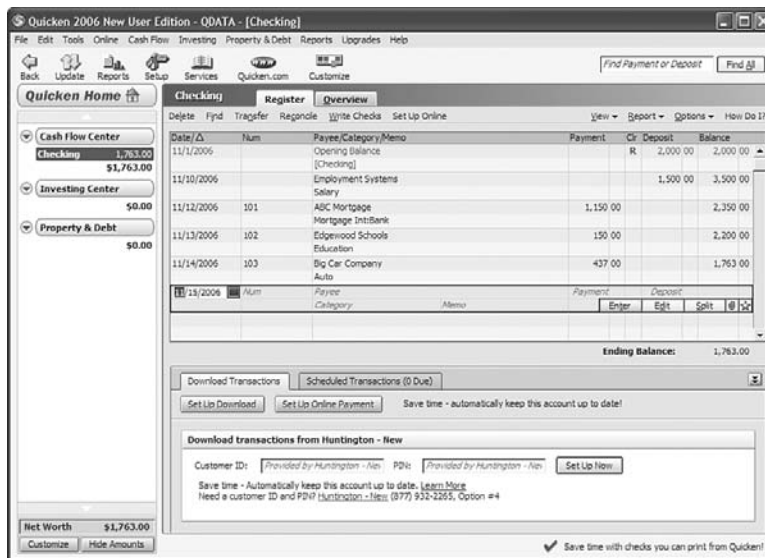 Quicken 2006 New User Edition - QDATA - [Checking]
File Edit Tools Online Cash Flow Investing Property & Debt Reports Upgrades Help
Back Update Reports Setup Services Quicken.com Customize Find Payment or Deposit Find All
Quicken Home Checking Register Overview
Delete Find Transfer Reconcile Write Checks Set Up Online View Report Options How Do I?
Date/ Num Payee/Category/Memo Payment Clr Deposit Balance
Cash Flow Center
Checking 1,763.00
$1,763.00
Investing Center
$0.00
Property & Debt
$0.00
11/1/2006 Opening Balance R 2,000 00 2,000 00
[Checking]
11/10/2006 Employment Systems 1,500 00 3,500 00
Salary
11/12/2006 101 ABC Mortgage 1,150 00 2,350 00
Mortgage Int:Bank
11/13/2006 102 Edgewood Schools 150 00 2,200 00
Education
11/14/2006 103 Big Car Company 437 00 1,763 00
Auto
11/15/2006 Num Payee Payment Deposit
Category Memo Enter Edit Split
Ending Balance: 1,763.00
Download Transactions Scheduled Transactions (0 Due)
Set Up Download Set Up Online Payment Save time - automatically keep this account up to date!
Download transactions from Huntington - New
Customer ID: Provided by Huntington - New PIN: Provided by Huntington - New Set Up Now
Save time - Automatically keep this account up to date. Learn More
Need a customer ID and PIN? Huntington - New (877) 932-2265, Option #4
Net Worth $1,763.00
Customize Hide Amounts
Save time with checks you can print from Quicken!